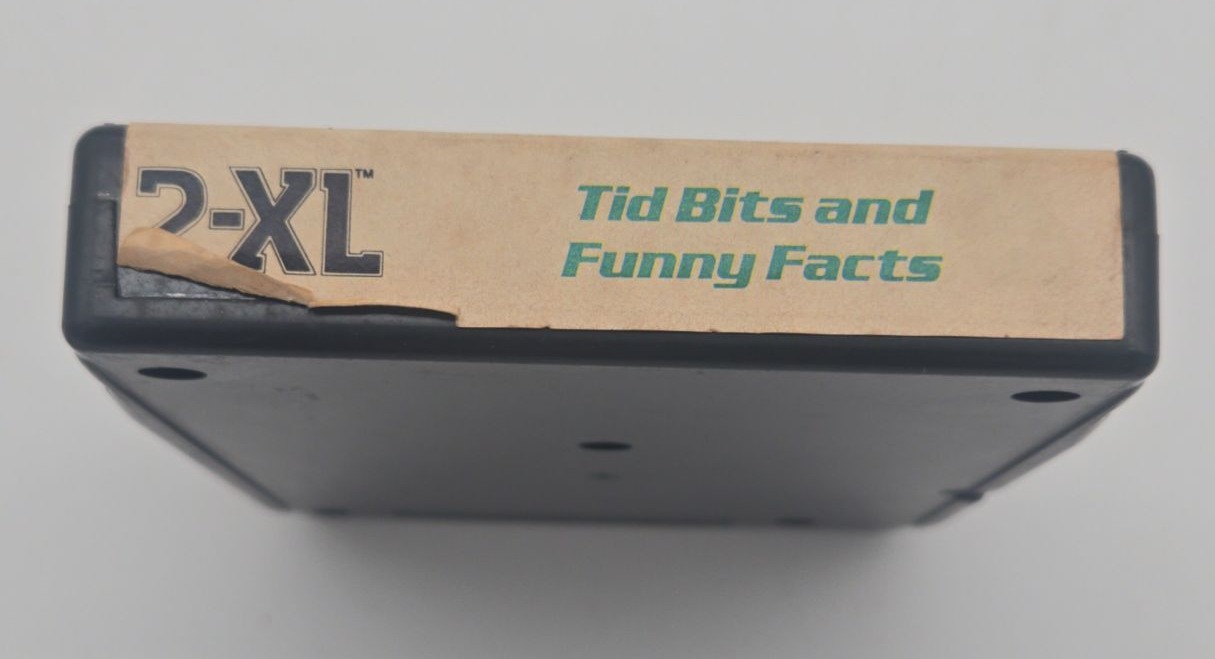 2-XL™
Tid Bits and
Funny Facts